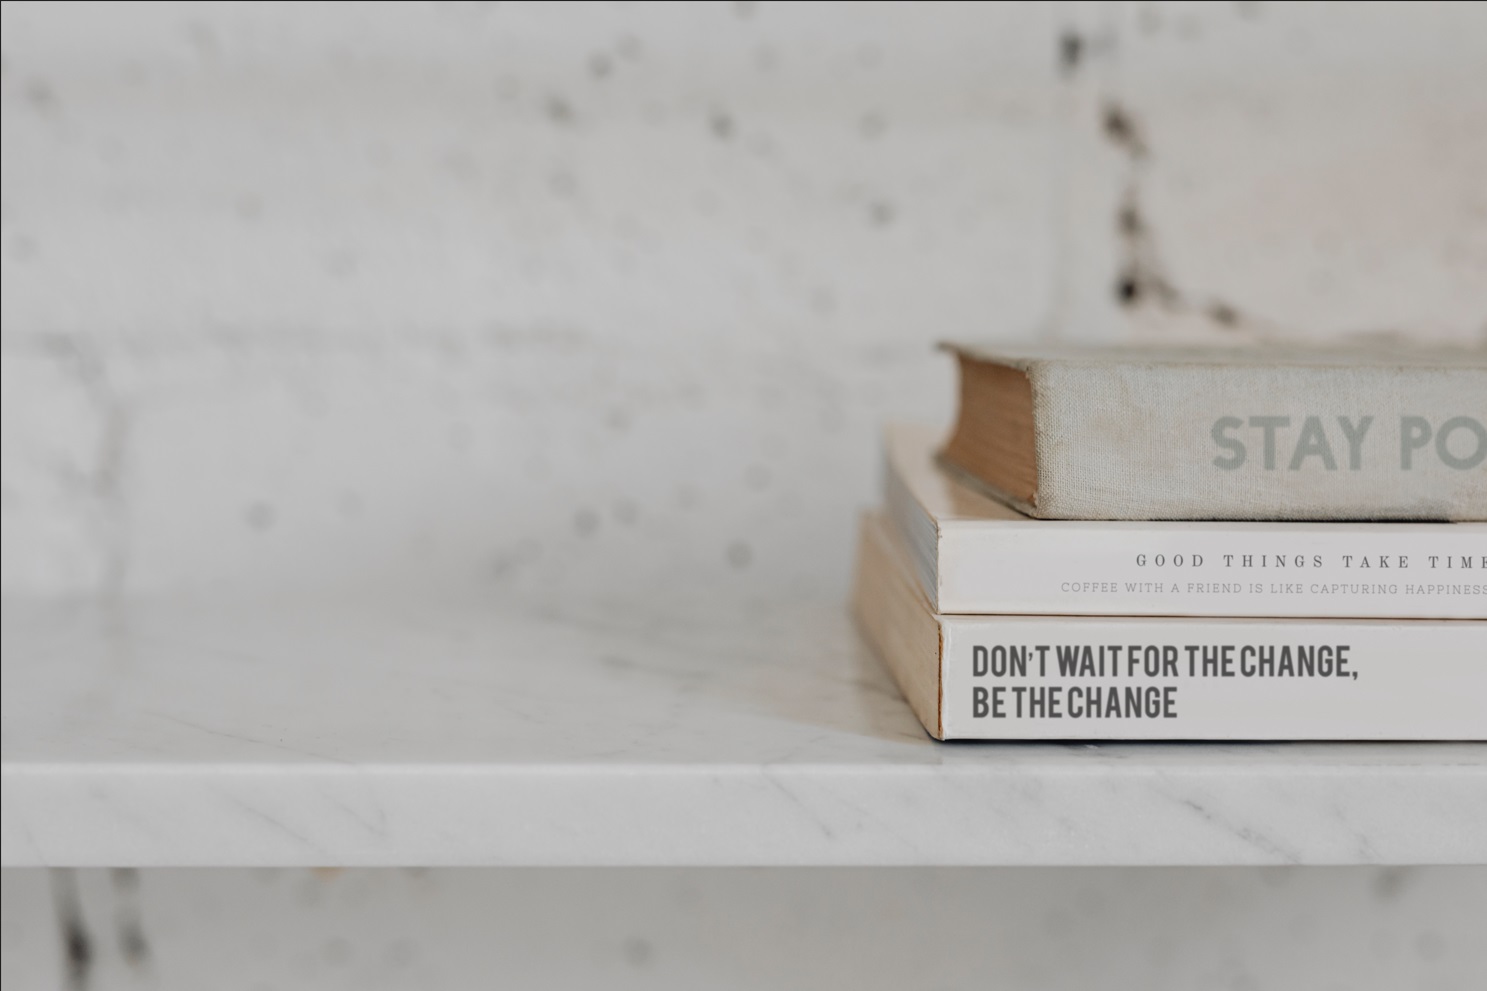 STAY PO
GOOD THINGS TAKE TIME
COFFEE WITH A FRIEND IS LIKE CAPTURING HAPPINESS
DON'T WAIT FOR THE CHANGE,
BE THE CHANGE